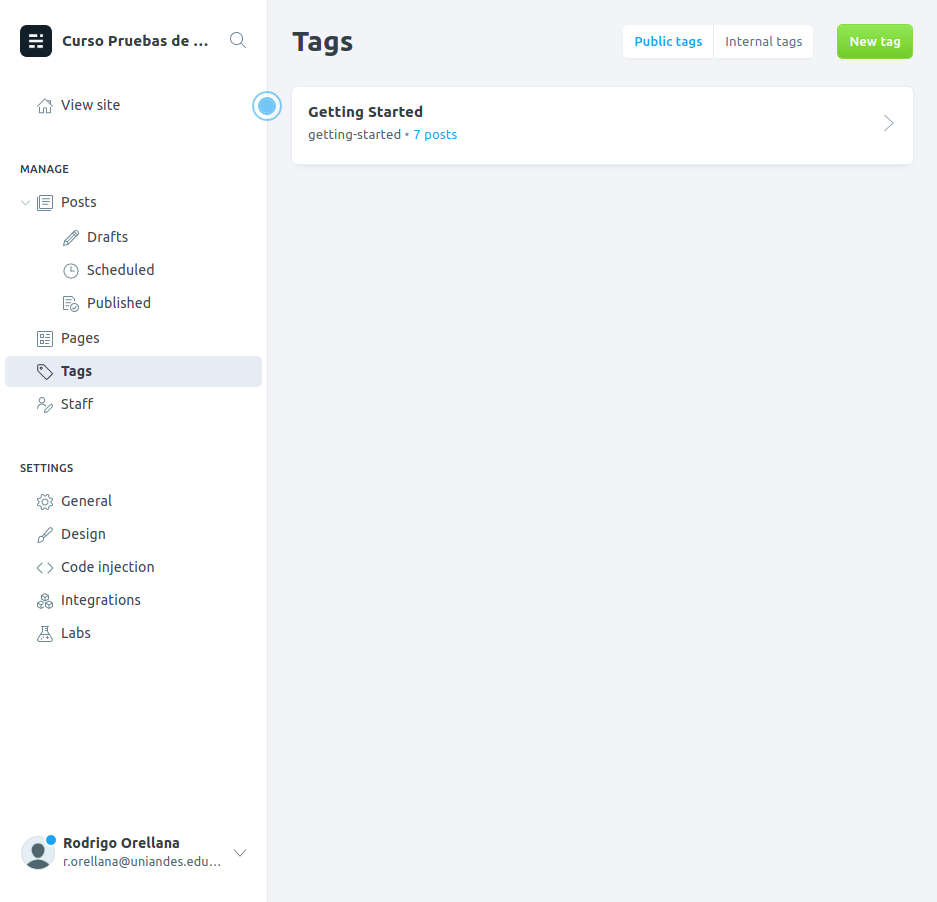 Curso Pruebas de ...
View site
MANAGE
Posts
Drafts
Scheduled
Published
Pages
Tags
Staff
SETTINGS
General
Design
Code injection
Integrations
Labs
Rodrigo Orellana
r.orellana@uniandes.edu...
Tags
Public tags
Internal tags
New tag
Getting Started
getting-started • 7 posts